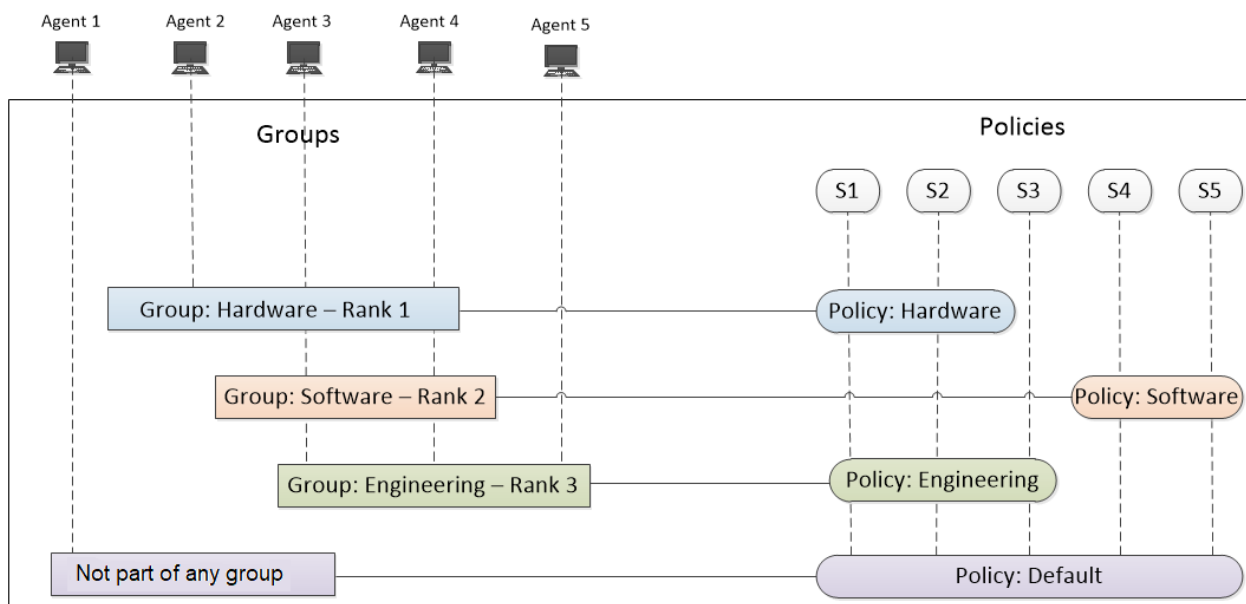 Agent 1
Agent 2
Agent 3
Agent 4
Agent 5
Groups
Policies
S1
S2
S3
S4
S5
Group: Hardware – Rank 1
Policy: Hardware
Group: Software – Rank 2
Policy: Software
Group: Engineering – Rank 3
Policy: Engineering
Not part of any group
Policy: Default